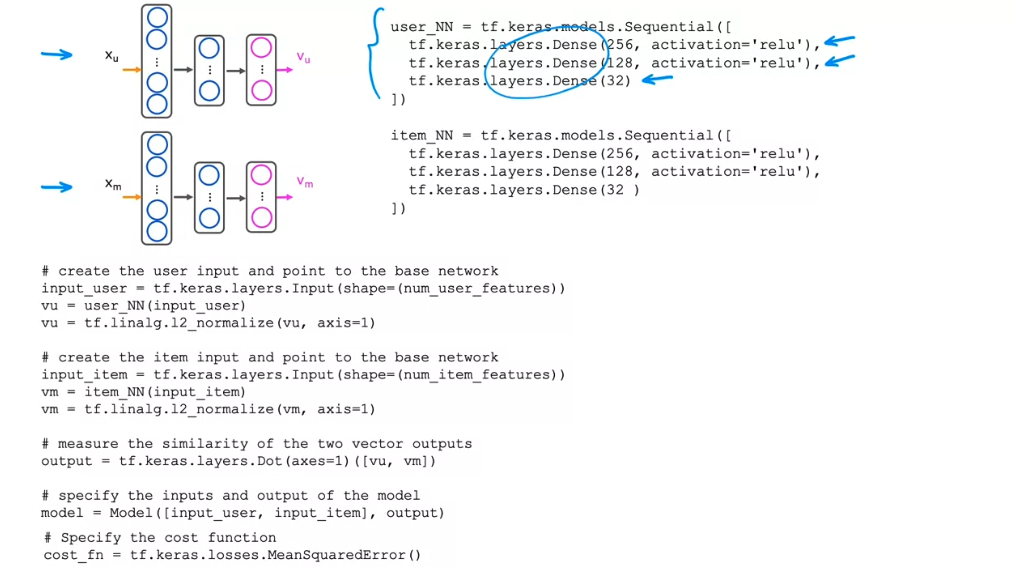 x_u
v_u
user_NN = tf.keras.models.Sequential([
tf.keras.layers.Dense(256, activation='relu'),
tf.keras.layers.Dense(128, activation='relu'),
tf.keras.layers.Dense(32)
])
x_m
v_m
item_NN = tf.keras.models.Sequential([
tf.keras.layers.Dense(256, activation='relu'),
tf.keras.layers.Dense(128, activation='relu'),
tf.keras.layers.Dense(32 )
])
# create the user input and point to the base network
input_user = tf.keras.layers.Input(shape=(num_user_features))
vu = user_NN(input_user)
vu = tf.linalg.l2_normalize(vu, axis=1)
# create the item input and point to the base network
input_item = tf.keras.layers.Input(shape=(num_item_features))
vm = item_NN(input_item)
vm = tf.linalg.l2_normalize(vm, axis=1)
# measure the similarity of the two vector outputs
output = tf.keras.layers.Dot(axes=1)([vu, vm])
# specify the inputs and output of the model
model = Model([input_user, input_item], output)
# Specify the cost function
cost_fn = tf.keras.losses.MeanSquaredError()